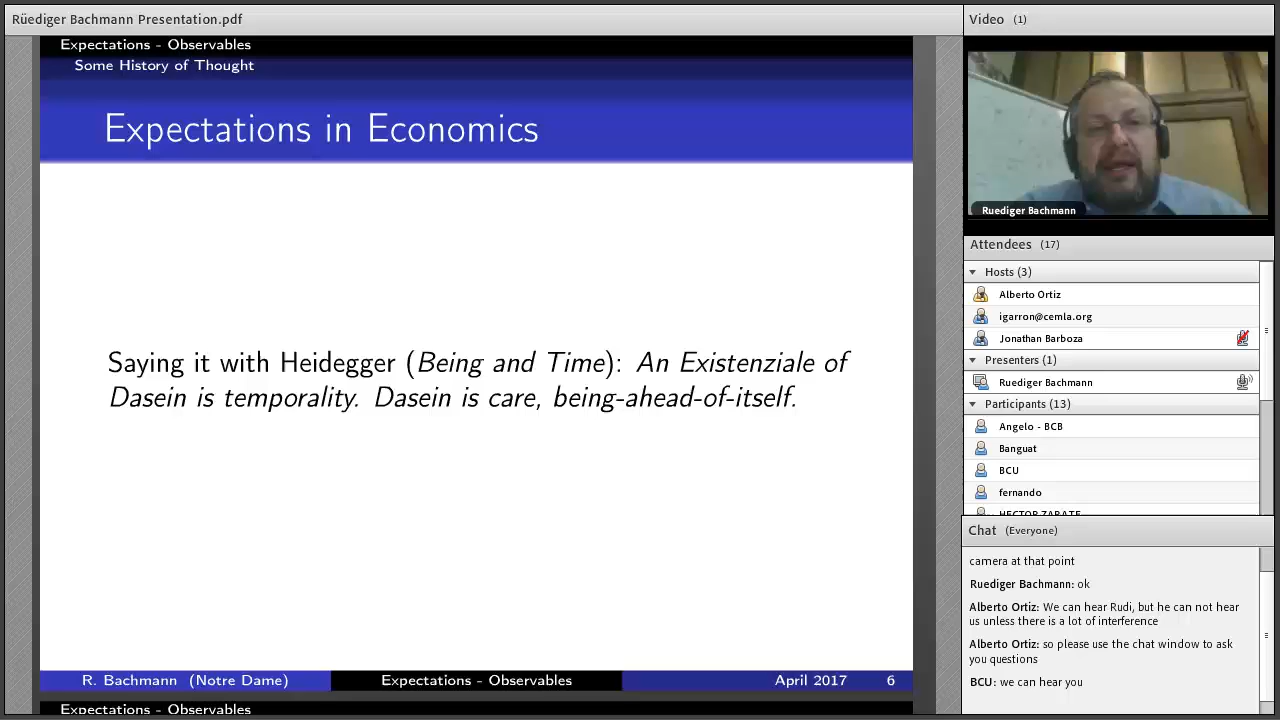 Rüediger Bachmann Presentation.pdf
Expectations - Observables
Some History of Thought
Expectations in Economics
Saying it with Heidegger (Being and Time): An Existenziale of
Dasein is temporality. Dasein is care, being-ahead-of-itself.
R. Bachmann (Notre Dame)
Expectations - Observables
April 2017
6
Expectations - Observables
Video (1)
Ruediger Bachmann
Attendees (17)
Hosts (3)
Alberto Ortiz
igarron@cemla.org
Jonathan Barboza
Presenters (1)
Ruediger Bachmann
Participants (13)
Angelo - BCB
Banguat
BCU
fernando
HECTOR ZARATE
Chat (Everyone)
camera at that point
Ruediger Bachmann: ok
Alberto Ortiz: We can hear Rudi, but he can not hear
us unless there is a lot of interference
Alberto Ortiz: so please use the chat window to ask
you questions
BCU: we can hear you